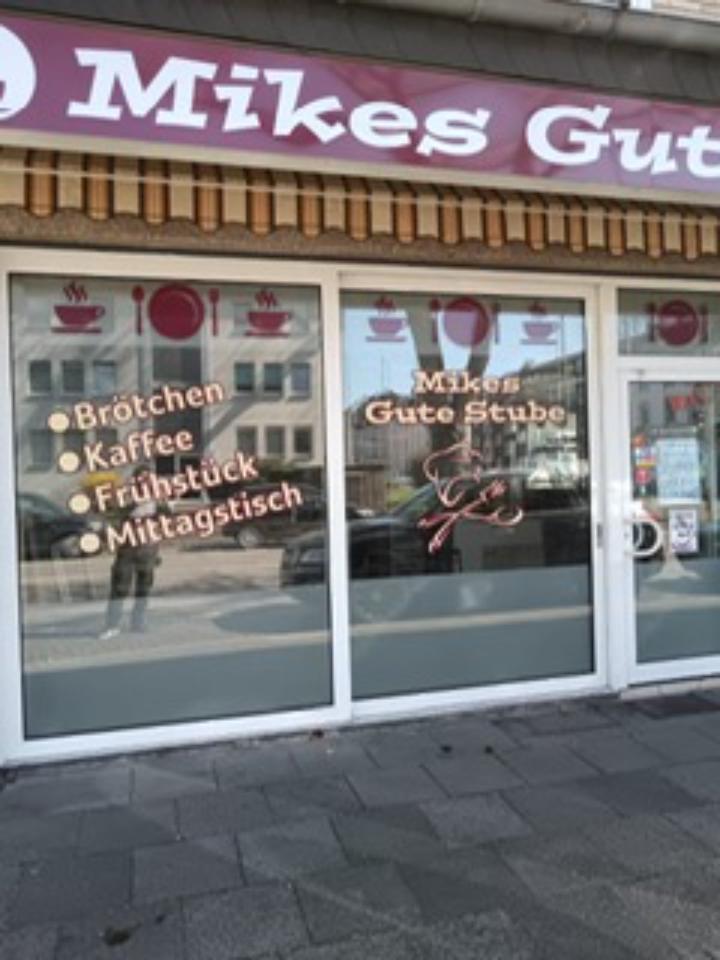 Mikes Gut
Brötchen
Kaffee
Frühstück
Mittagstisch
Mikes
Gute Stube